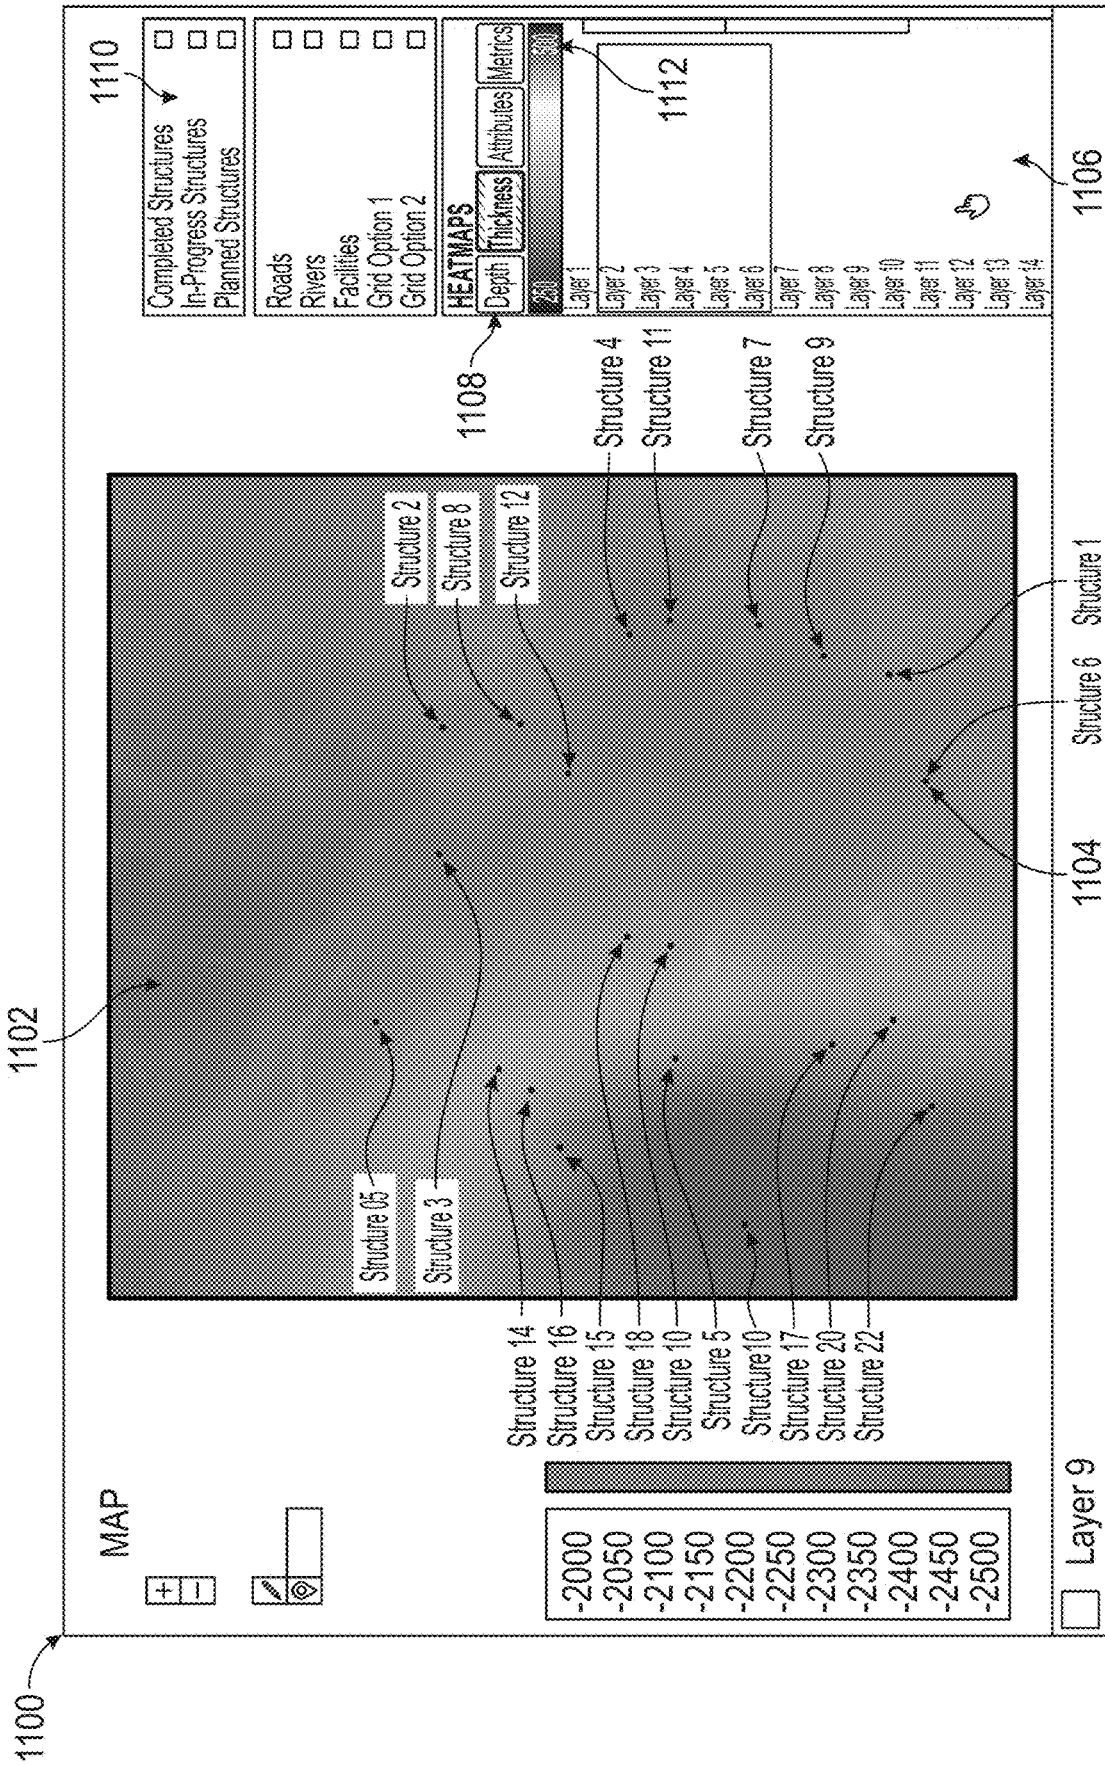 1100
1102
MAP
+
−
-2000
-2050
-2100
-2150
-2200
-2250
-2300
-2350
-2400
-2450
-2500
Layer 9
Structure 05
Structure 3
Structure 14
Structure 16
Structure 15
Structure 18
Structure 10
Structure 5
Structure10
Structure 17
Structure 20
Structure 22
Structure 2
Structure 8
Structure 12
Structure 4
Structure 11
Structure 7
Structure 9
1104
Structure 6
Structure 1
1110
Completed Structures
In-Progress Structures
Planned Structures
Roads
Rivers
Facilities
Grid Option 1
Grid Option 2
HEATMAPS
1108
Depth Thickness Attributes Metrics
1112
Layer 1
Layer 2
Layer 3
Layer 4
Layer 5
Layer 6
Layer 7
Layer 8
Layer 9
Layer 10
Layer 11
Layer 12
Layer 13
Layer 14
1106